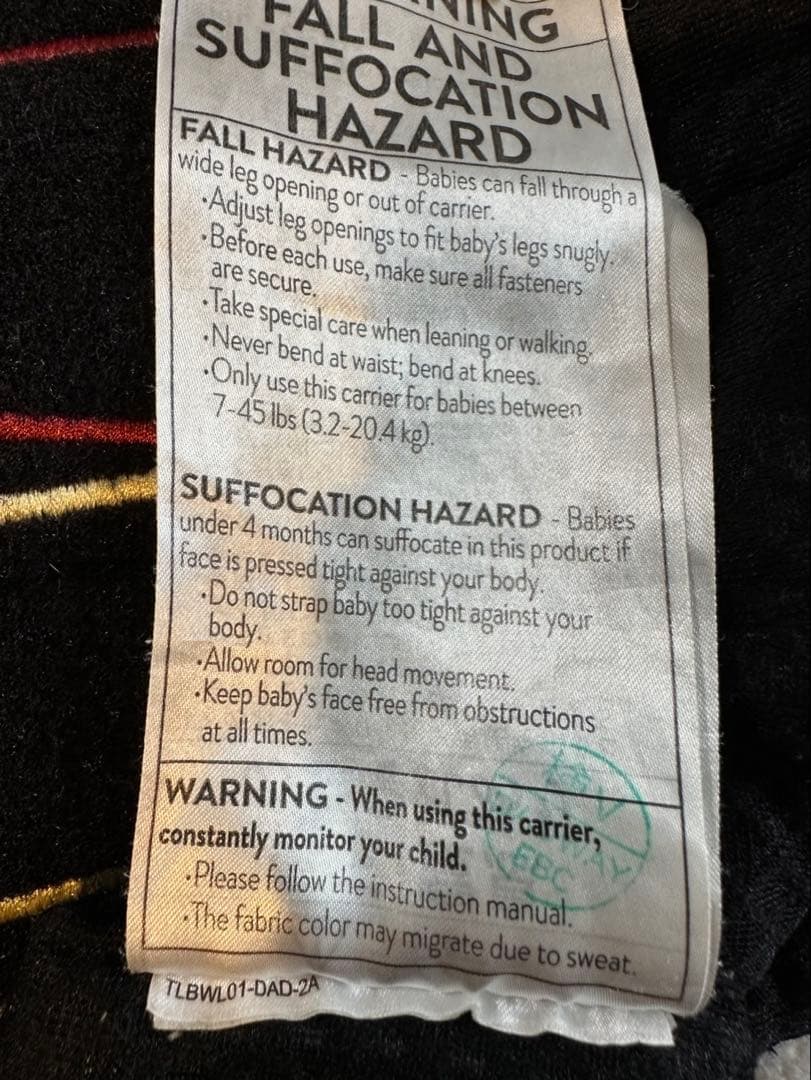 FALL AND
SUFFOCATION
HAZARD
FALL HAZARD - Babies can fall through a
wide leg opening or out of carrier.
•Adjust leg openings to fit baby's legs snugly.
•Before each use, make sure all fasteners
are secure.
•Take special care when leaning or walking.
•Never bend at waist; bend at knees.
•Only use this carrier for babies between
7-45 lbs (3.2-20.4 kg).
SUFFOCATION HAZARD - Babies
under 4 months can suffocate in this product if
face is pressed tight against your body.
•Do not strap baby too tight against your
body.
•Allow room for head movement.
•Keep baby's face free from obstructions
at all times.
WARNING - When using this carrier,
constantly monitor your child.
•Please follow the instruction manual.
•The fabric color may migrate due to sweat.
EBC
TLBWL01-DAD-2A